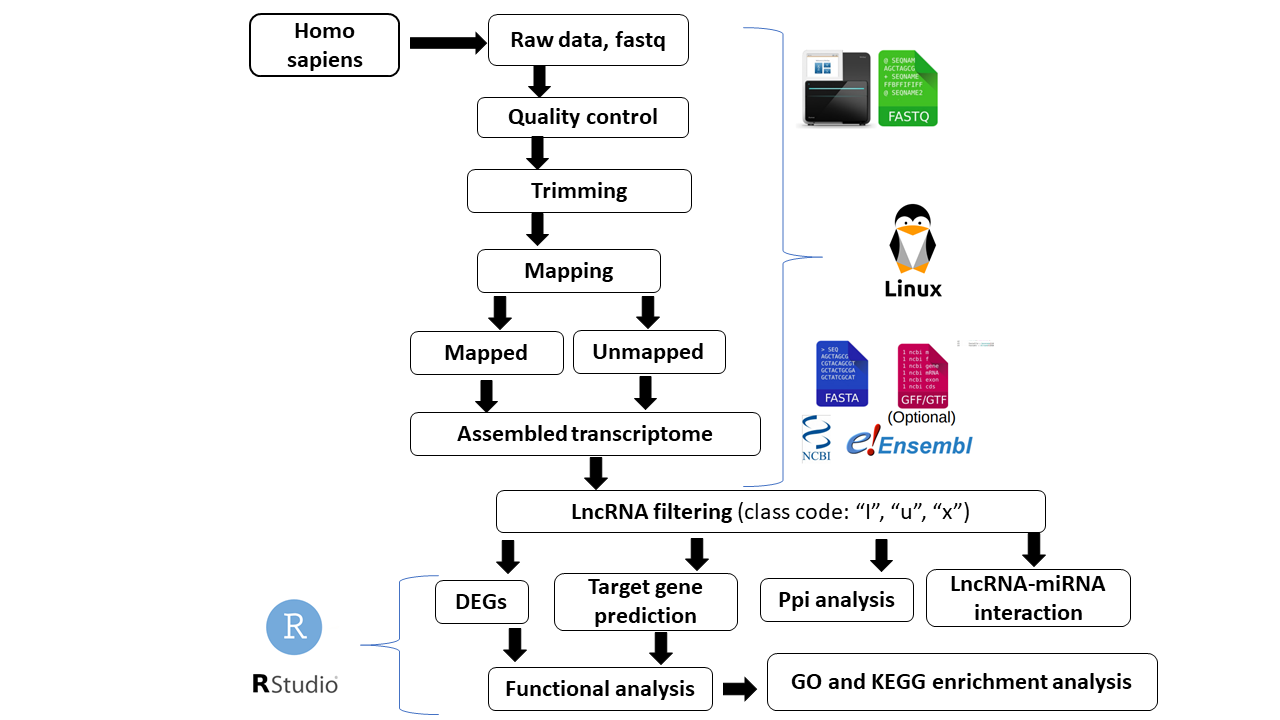 Homo
sapiens
Raw data, fastq
Quality control
Trimming
Mapping
Mapped
Unmapped
Assembled transcriptome
LncRNA filtering (class code: “I”, “u”, “x”)
DEGs
Target gene
prediction
Ppi analysis
LncRNA-miRNA
interaction
Functional analysis
GO and KEGG enrichment analysis
@ SEQNAM
AGCTAGCG
+ SEQNAME
FFBFFIFIFF
@ SEQNAME2
FASTQ
Linux
> SEQ
AGCTAGCG
CGTACAGCGT
GCTACTGCGA
GCTATCGCAT
FASTA
1 ncbi m
1 ncbi f
1 ncbi gene
1 ncbi mRNA
1 ncbi exon
1 ncbi cds
GFF/GTF
(Optional)
NCBI
e!Ensembl
R
RStudio